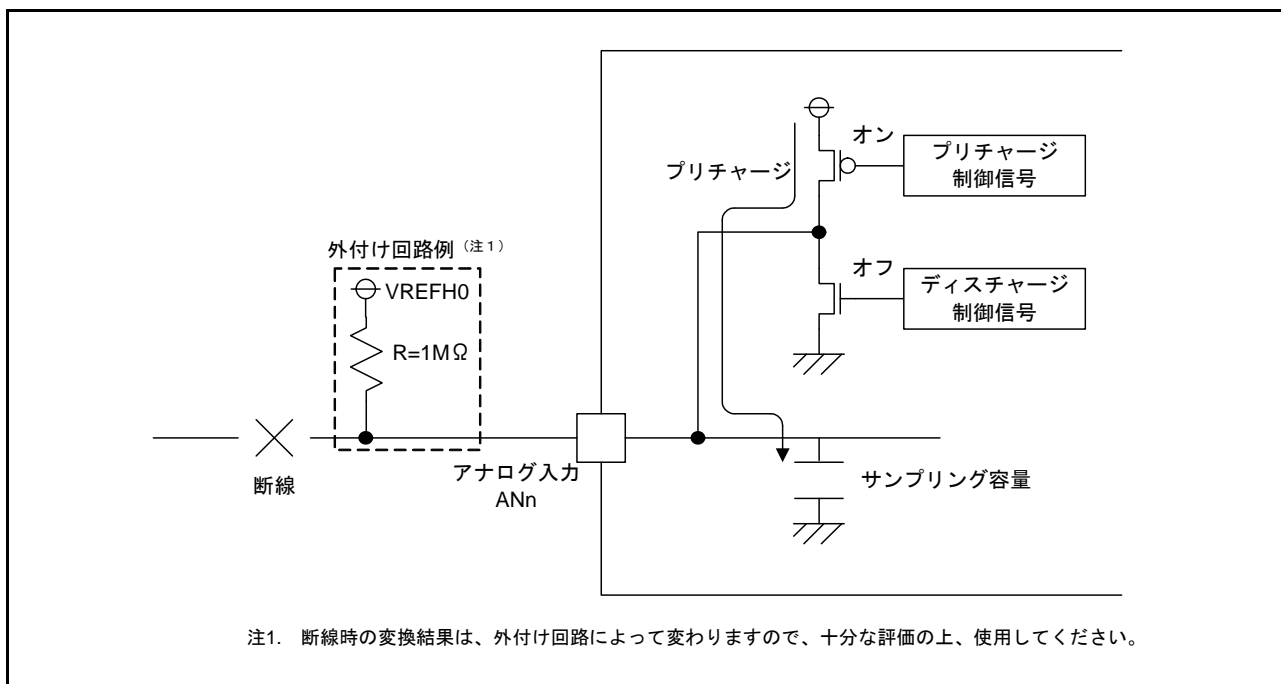 オン
プリチャージ
制御信号
プリチャージ
オフ
ディスチャージ
制御信号
外付け回路例（注１）
VREFH0
R=1MΩ
断線
アナログ入力
ANn
サンプリング容量
注1. 断線時の変換結果は、外付け回路によって変わりますので、十分な評価の上、使用してください。